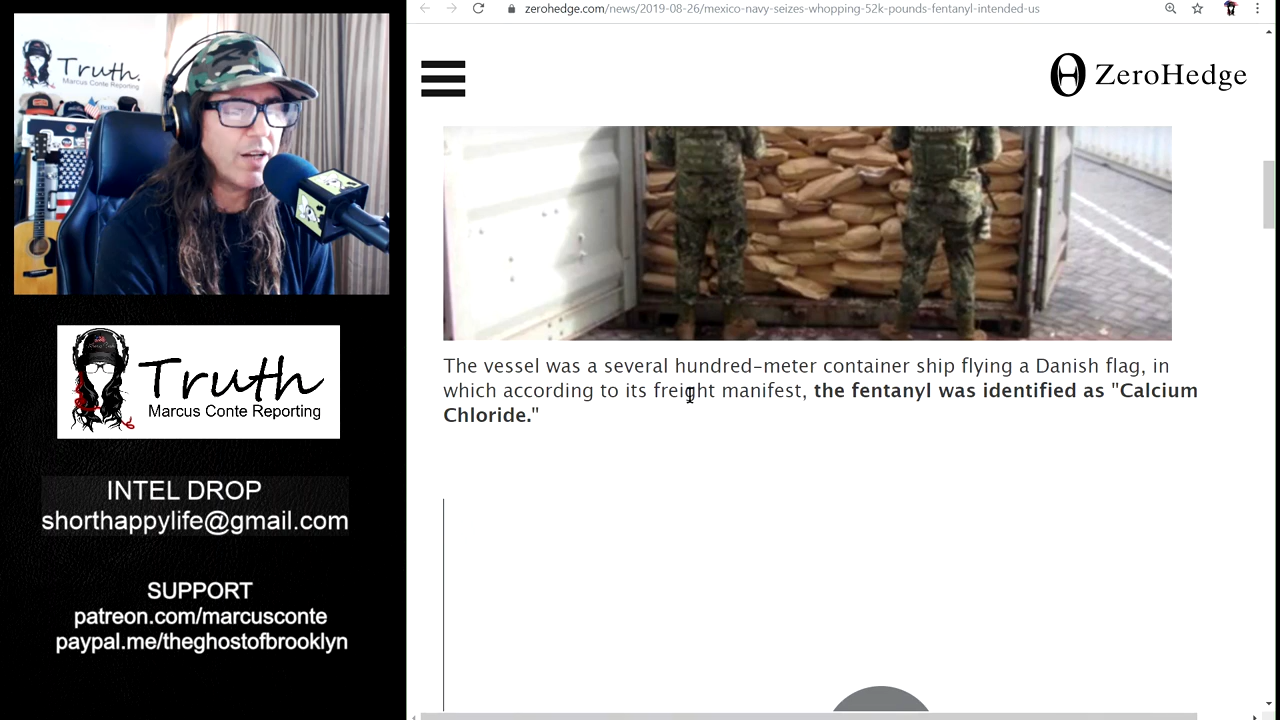 Truth.
Marcus Conte Reporting
Truth
Marcus Conte Reporting
INTEL DROP
shorthappylife@gmail.com
SUPPORT
patreon.com/marcusconte
paypal.me/theghostofbrooklyn
zerohedge.com/news/2019-08-26/mexico-navy-seizes-whopping-52k-pounds-fentanyl-intended-us
ZeroHedge
The vessel was a several hundred-meter container ship flying a Danish flag, in
which according to its freight manifest, the fentanyl was identified as "Calcium
Chloride."